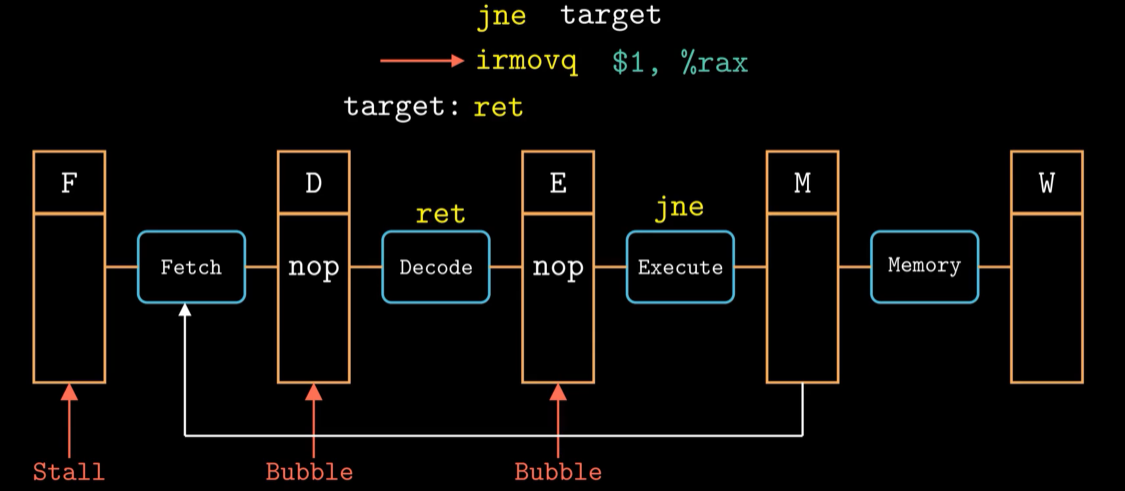 jne target
irmovq $1, %rax
target: ret
F D E M W
ret jne
Fetch nop Decode nop Execute Memory
Stall Bubble Bubble